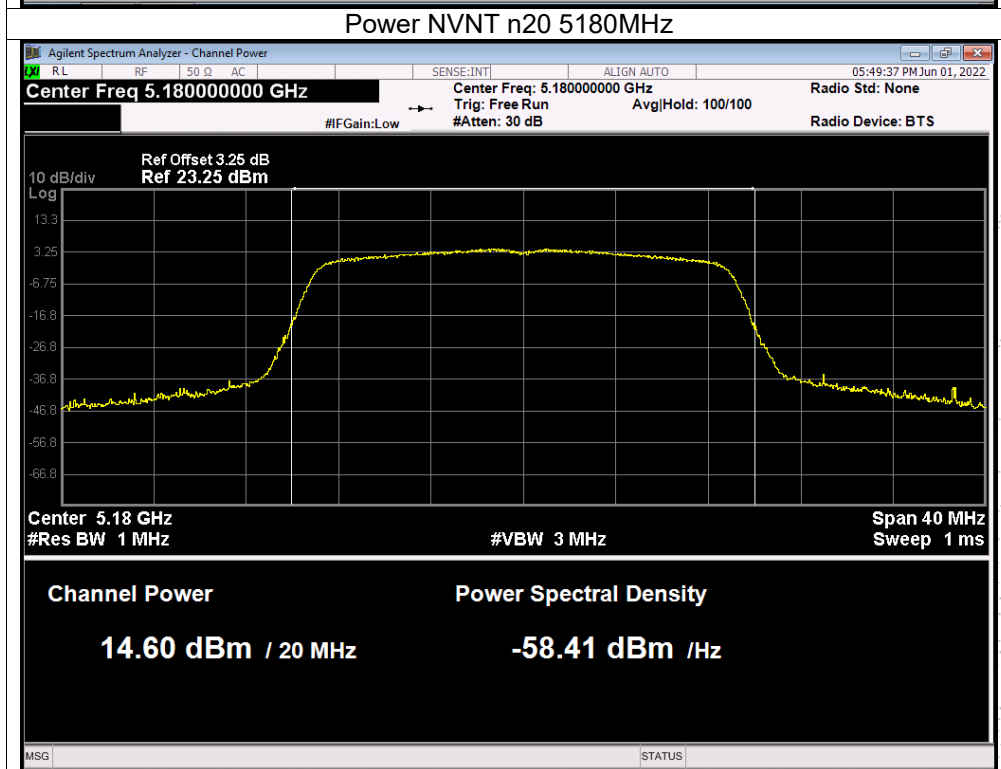 Power NVNT n20 5180MHz
Agilent Spectrum Analyzer - Channel Power
LXI RL RF 50 Ω AC SENSE:INT ALIGN AUTO 05:49:37 PM Jun 01, 2022
Center Freq 5.180000000 GHz Center Freq: 5.180000000 GHz Radio Std: None
Trig: Free Run Avg|Hold: 100/100
#IFGain:Low #Atten: 30 dB Radio Device: BTS
Ref Offset 3.25 dB
10 dB/div Ref 23.25 dBm
Log
13.3
3.25
-6.75
-16.8
-26.8
-36.8
-46.8
-56.8
-66.8
Center 5.18 GHz Span 40 MHz
#Res BW 1 MHz #VBW 3 MHz Sweep 1 ms
Channel Power Power Spectral Density
14.60 dBm / 20 MHz -58.41 dBm /Hz
MSG STATUS